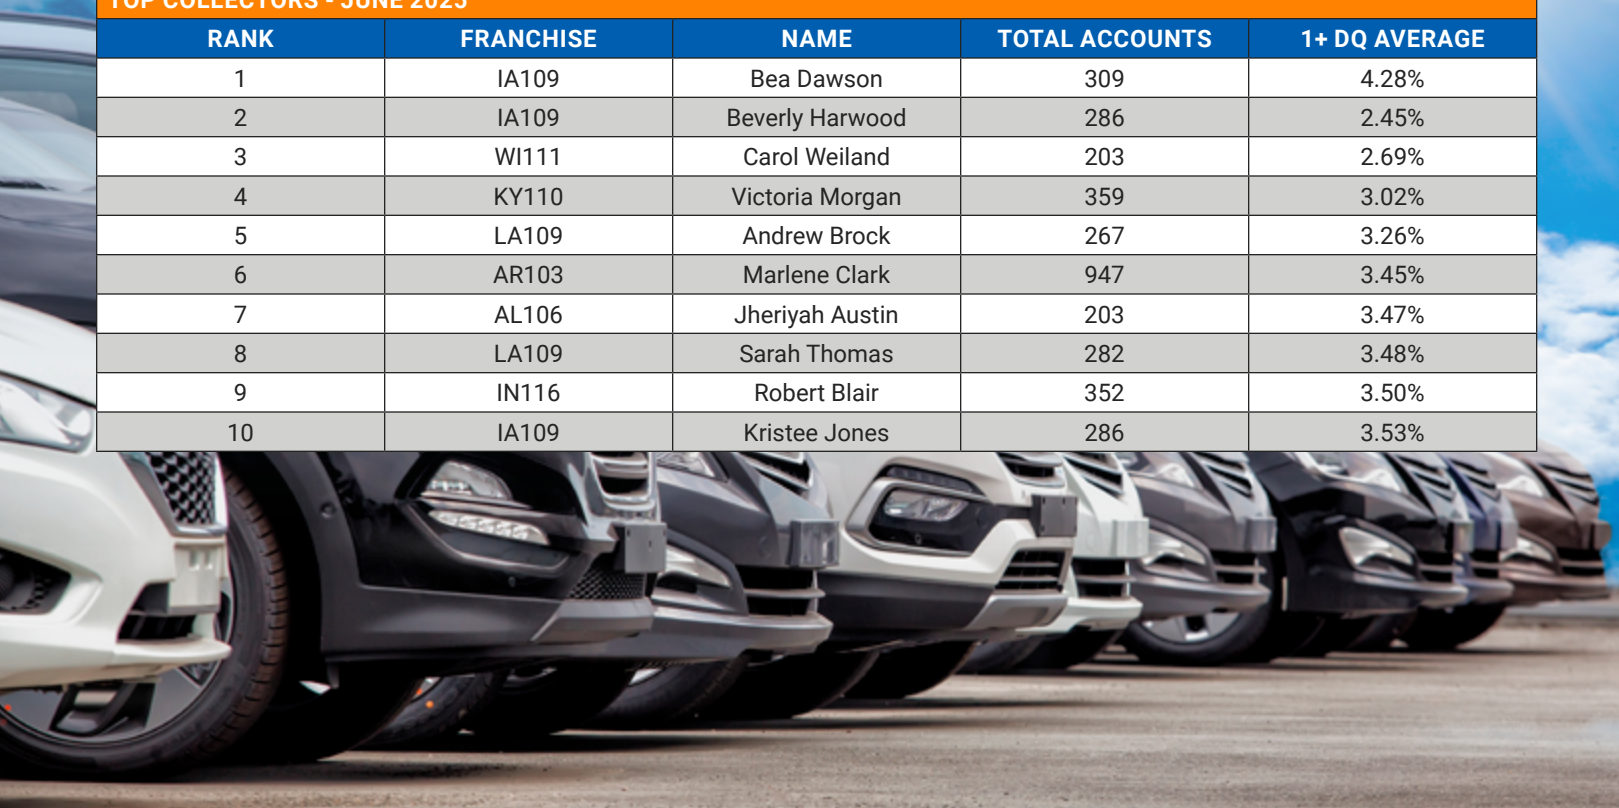 TOP COLLECTORS - JUNE 2025
RANK FRANCHISE NAME TOTAL ACCOUNTS 1+ DQ AVERAGE
1 IA109 Bea Dawson 309 4.28%
2 IA109 Beverly Harwood 286 2.45%
3 WI111 Carol Weiland 203 2.69%
4 KY110 Victoria Morgan 359 3.02%
5 LA109 Andrew Brock 267 3.26%
6 AR103 Marlene Clark 947 3.45%
7 AL106 Jheriyah Austin 203 3.47%
8 LA109 Sarah Thomas 282 3.48%
9 IN116 Robert Blair 352 3.50%
10 IA109 Kristee Jones 286 3.53%